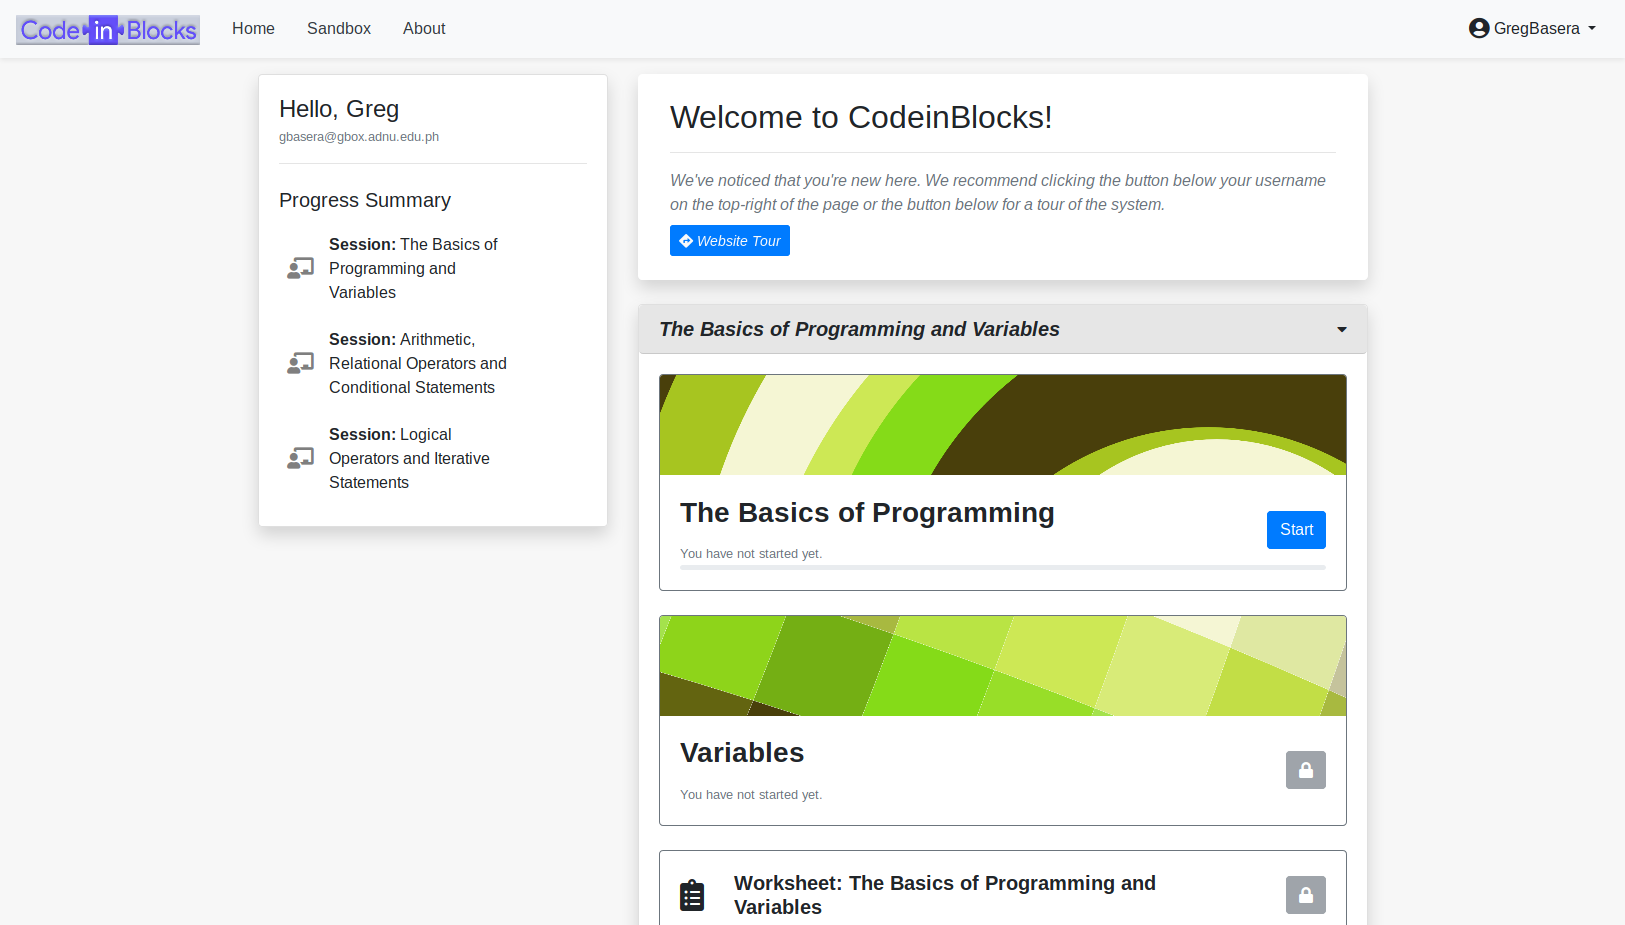 Code in Blocks
Home
Sandbox
About
GregBasera
Hello, Greg
gbasera@gbox.adnu.edu.ph
Progress Summary
Session: The Basics of
Programming and
Variables
Session: Arithmetic,
Relational Operators and
Conditional Statements
Session: Logical
Operators and Iterative
Statements
Welcome to CodeinBlocks!
We've noticed that you're new here. We recommend clicking the button below your username
on the top-right of the page or the button below for a tour of the system.
Website Tour
The Basics of Programming and Variables
The Basics of Programming
Start
You have not started yet.
Variables
You have not started yet.
Worksheet: The Basics of Programming and
Variables